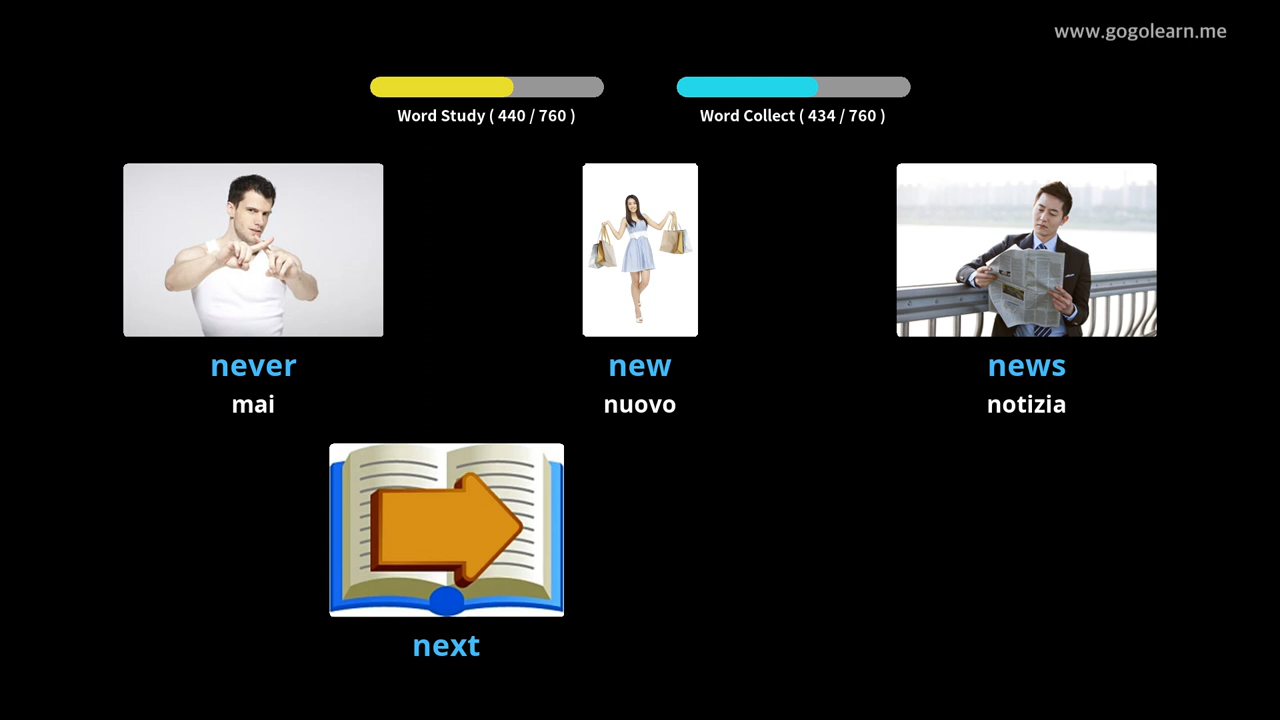 www.gogolearn.me
Word Study ( 440 / 760 )
Word Collect ( 434 / 760 )
never
mai
new
nuovo
news
notizia
next